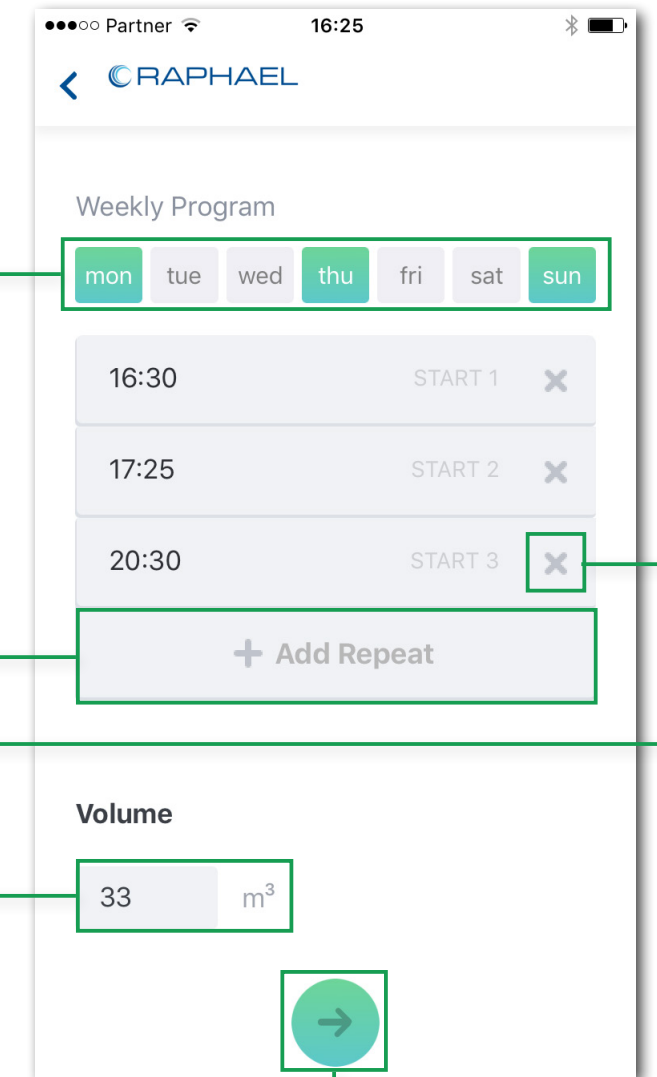 Partner 16:25
RAPHAEL
Weekly Program
mon tue wed thu fri sat sun
16:30 START 1
17:25 START 2
20:30 START 3
+ Add Repeat
Volume
33 m³